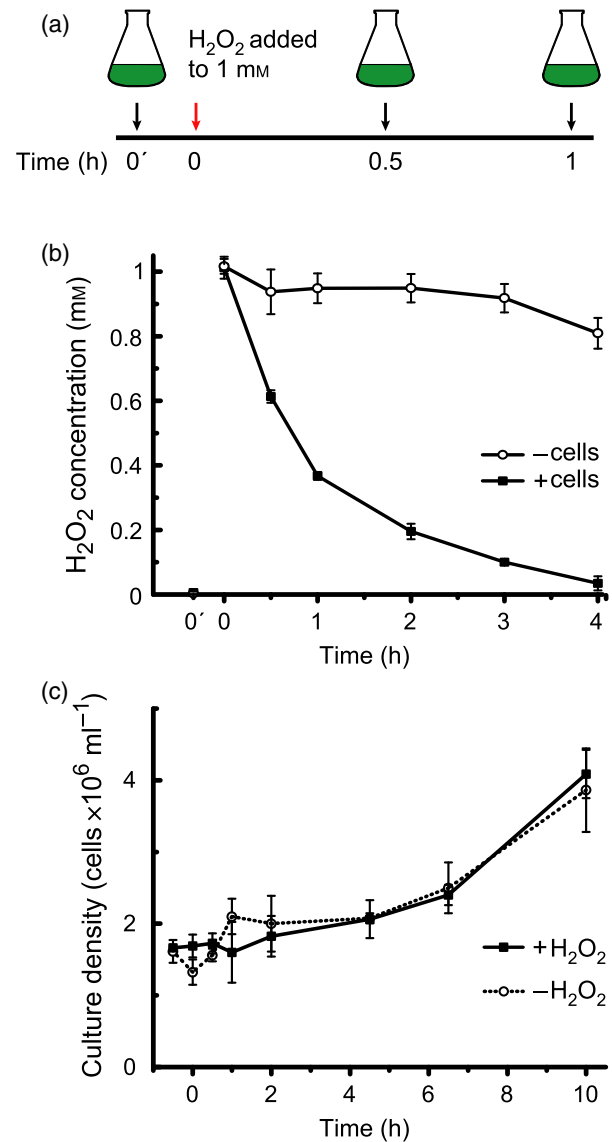 (a)
H₂O₂ added
to 1 mM
Time (h) 0′ 0 0.5 1
(b)
H₂O₂ concentration (mM)
1
0.8
0.6
0.4
0.2
0
–cells
+cells
0′ 0 1 2 3 4
Time (h)
(c)
Culture density (cells ×10⁶ ml⁻¹)
4
2
0
+H₂O₂
–H₂O₂
0 2 4 6 8 10
Time (h)